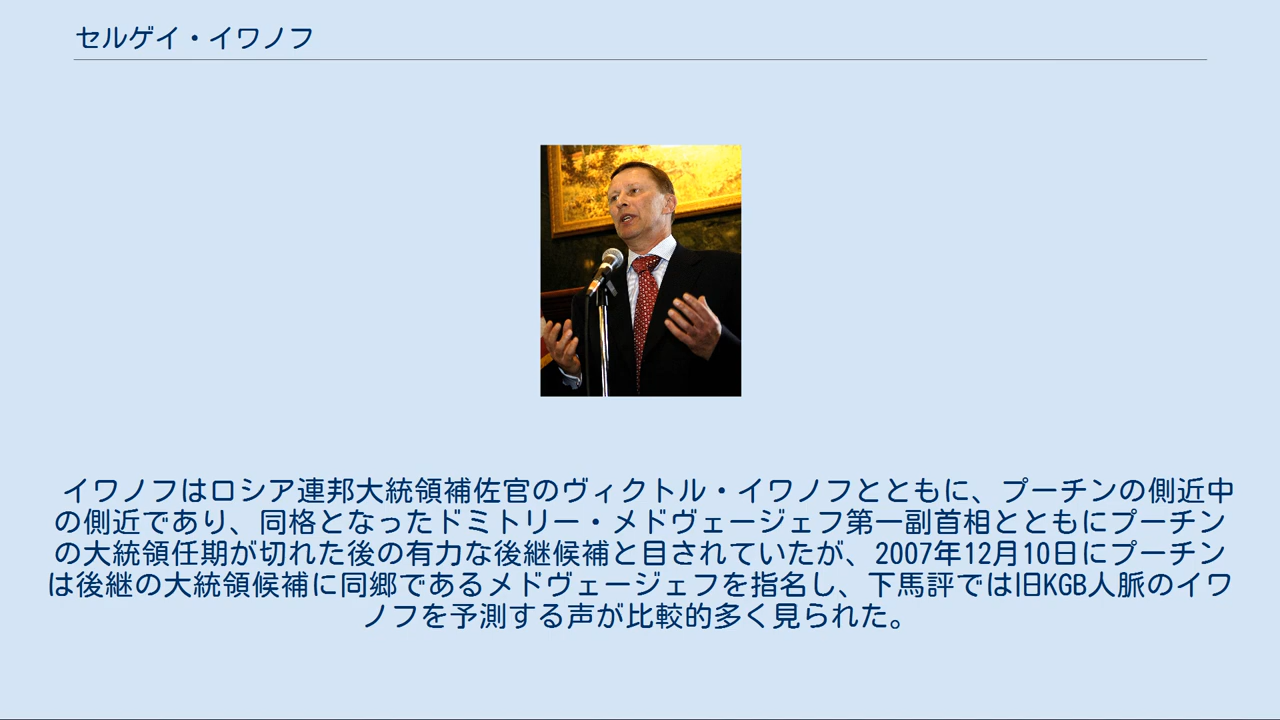 セルゲイ・イワノフ
イワノフはロシア連邦大統領補佐官のヴィクトル・イワノフとともに、プーチンの側近中
の側近であり、同格となったドミトリー・メドヴェージェフ第一副首相とともにプーチン
の大統領任期が切れた後の有力な後継候補と目されていたが、2007年12月10日にプーチン
は後継の大統領候補に同郷であるメドヴェージェフを指名し、下馬評では旧KGB人脈のイワ
ノフを予測する声が比較的多く見られた。